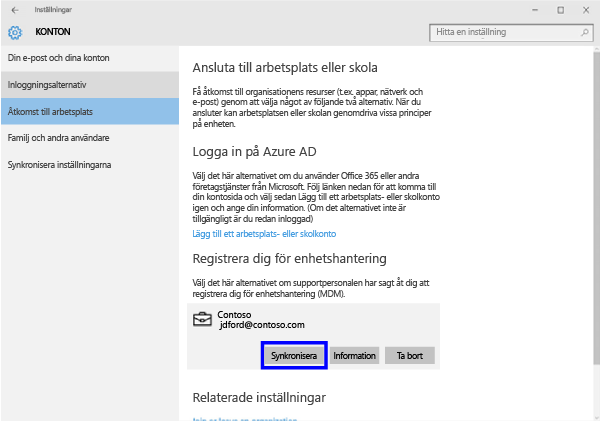 Inställningar
KONTON
Hitta en inställning
Din e-post och dina konton
Inloggningsalternativ
Åtkomst till arbetsplats
Familj och andra användare
Synkronisera inställningarna
Ansluta till arbetsplats eller skola
Få åtkomst till organisationens resurser (t.ex. appar, nätverk och
e-post) genom att välja något av följande två alternativ. När du
ansluter kan arbetsplatsen eller skolan genomdriva vissa principer
på enheten.
Logga in på Azure AD
Välj det här alternativet om du använder Office 365 eller andra
företagstjänster från Microsoft. Följ länken nedan för att komma till
din kontosida och välj sedan Lägg till ett arbetsplats- eller skolkonto
igen och ange din information. (Om det alternativet inte är
tillgängligt är du redan inloggad)
Lägg till ett arbetsplats- eller skolkonto
Registrera dig för enhetshantering
Välj det här alternativet om supportpersonalen har sagt åt dig att
registrera dig för enhetshantering (MDM).
Contoso
jdford@contoso.com
Synkronisera Information Ta bort
Relaterade inställningar
Join or leave an organization